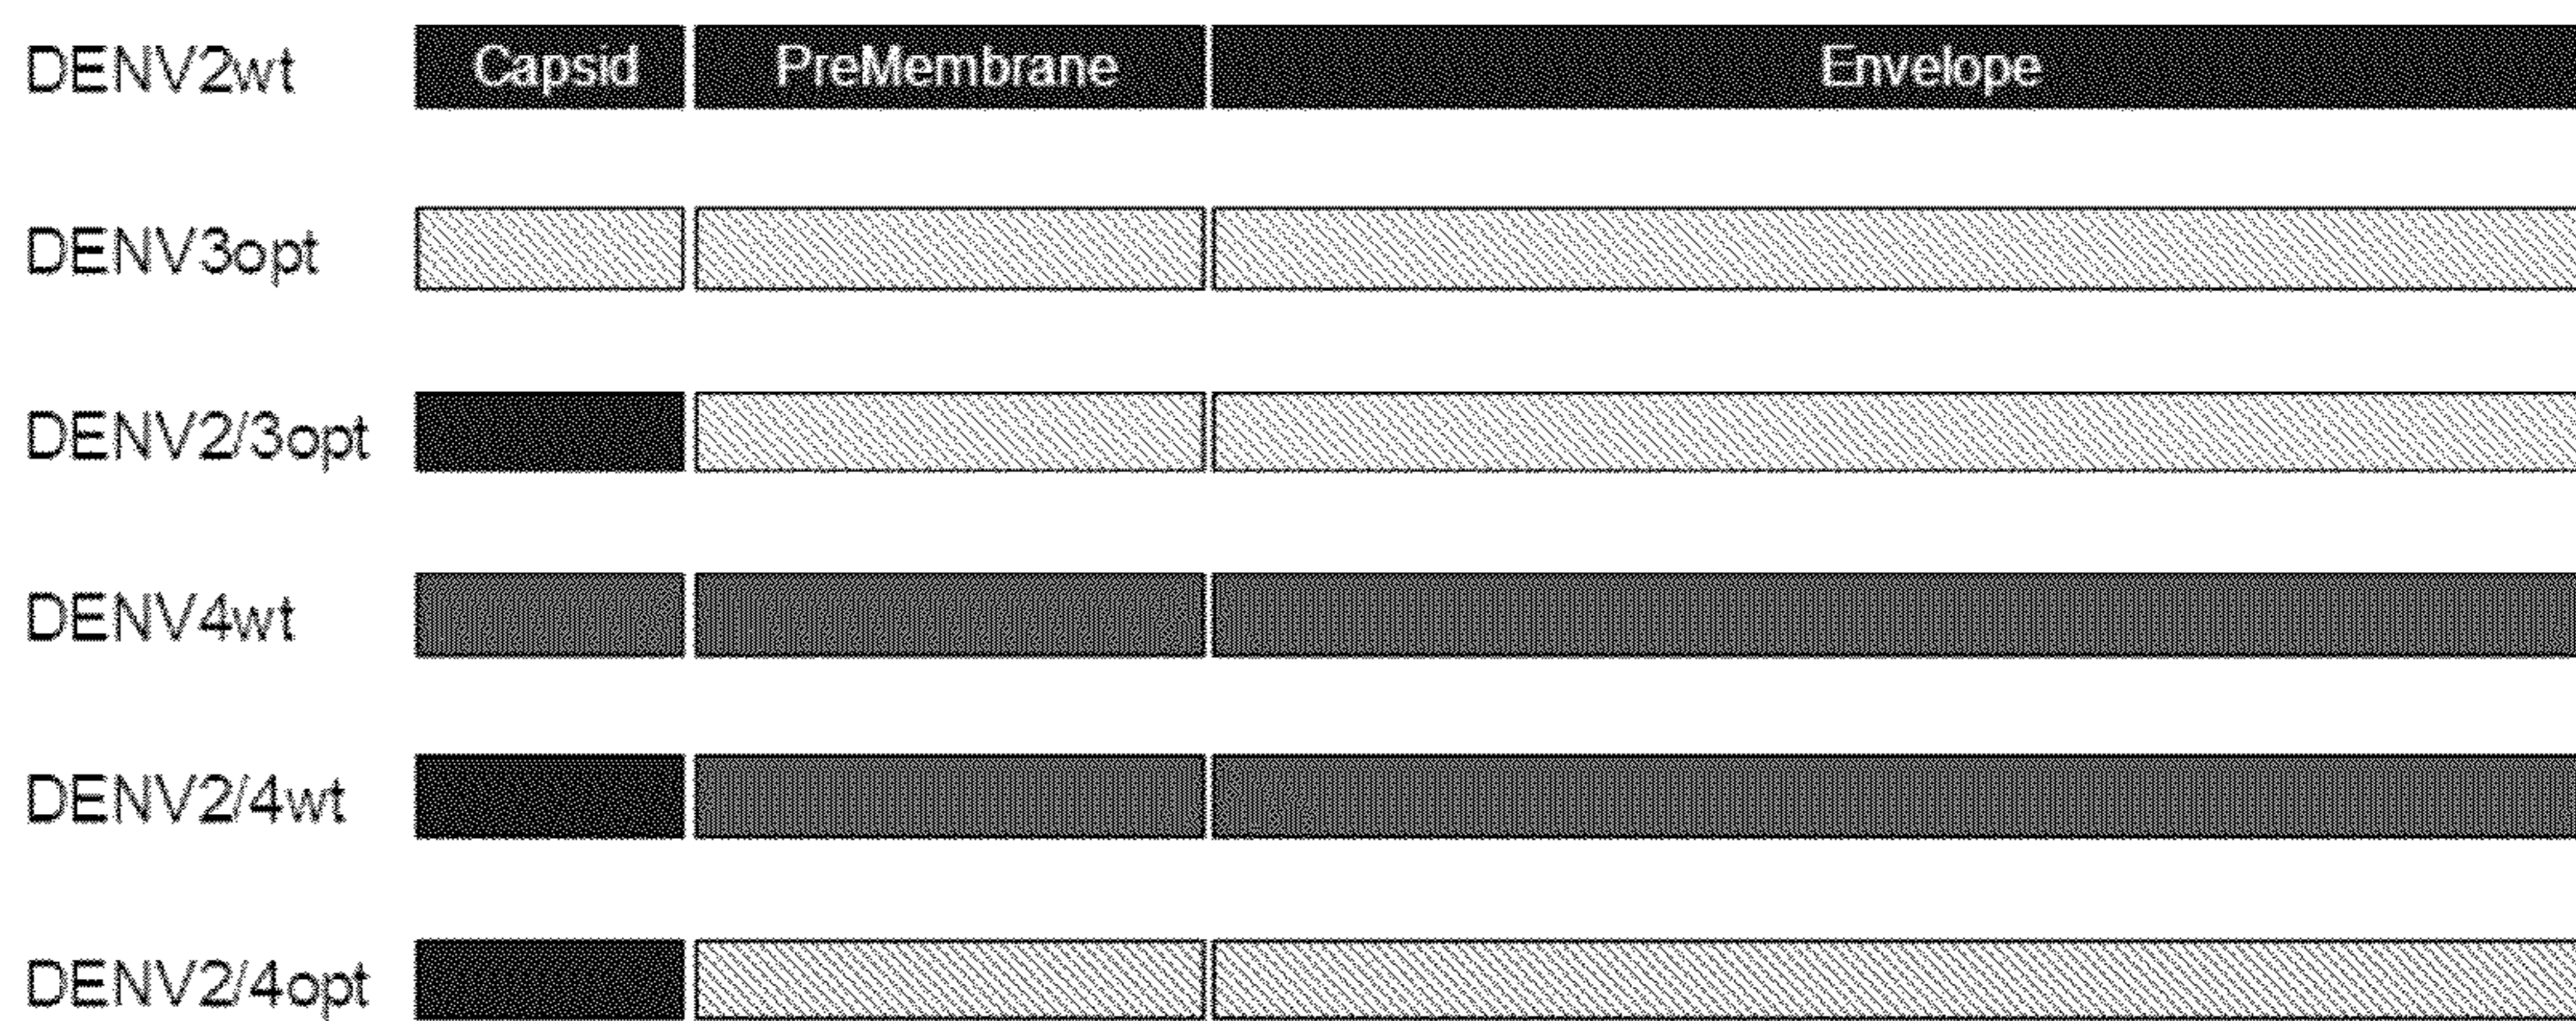 DENV2wt Capsid PreMembrane Envelope
DENV3opt
DENV2/3opt
DENV4wt
DENV2/4wt
DENV2/4opt